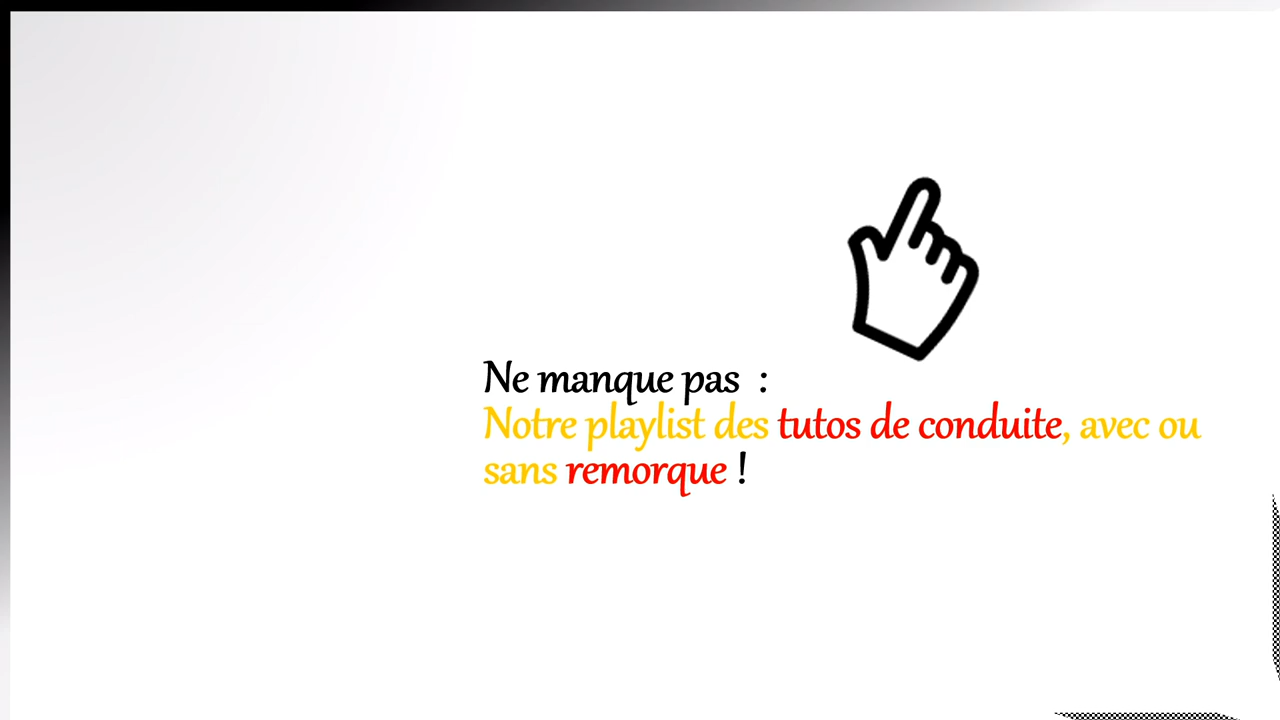 Ne manque pas :
Notre playlist des tutos de conduite, avec ou
sans remorque !